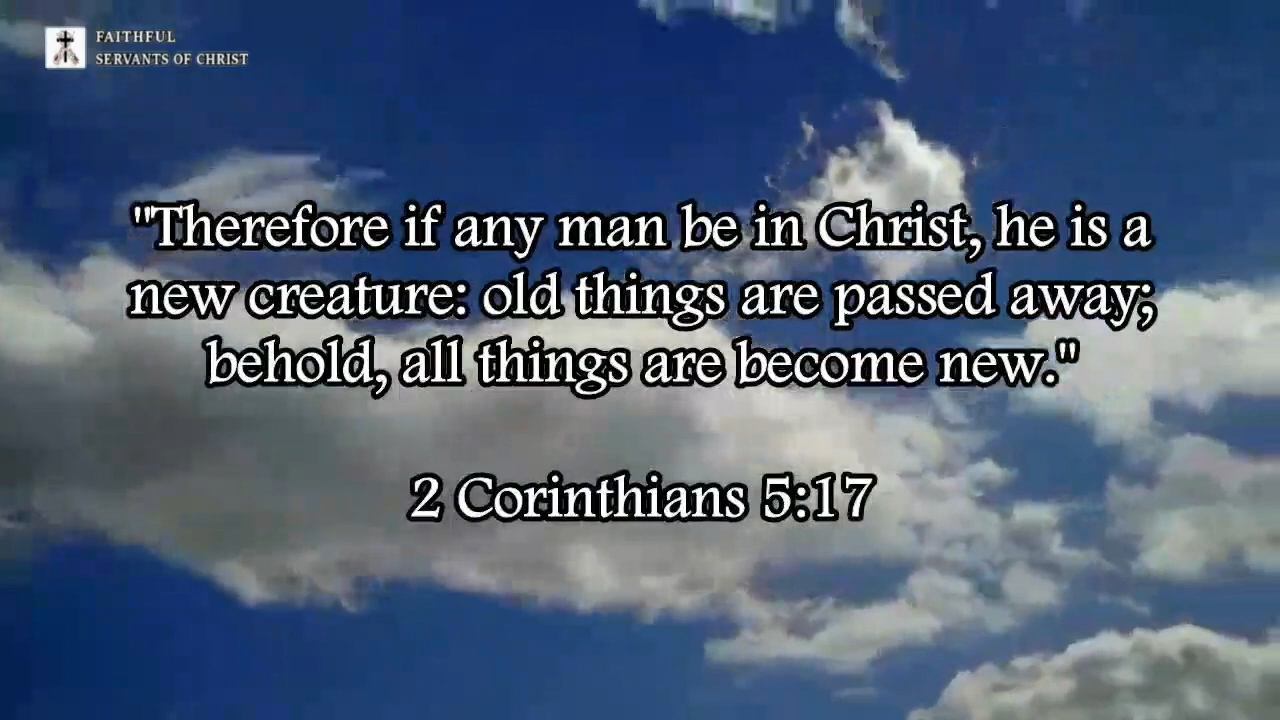 FAITHFUL
SERVANTS OF CHRIST
"Therefore if any man be in Christ, he is a
new creature: old things are passed away;
behold, all things are become new."
2 Corinthians 5:17